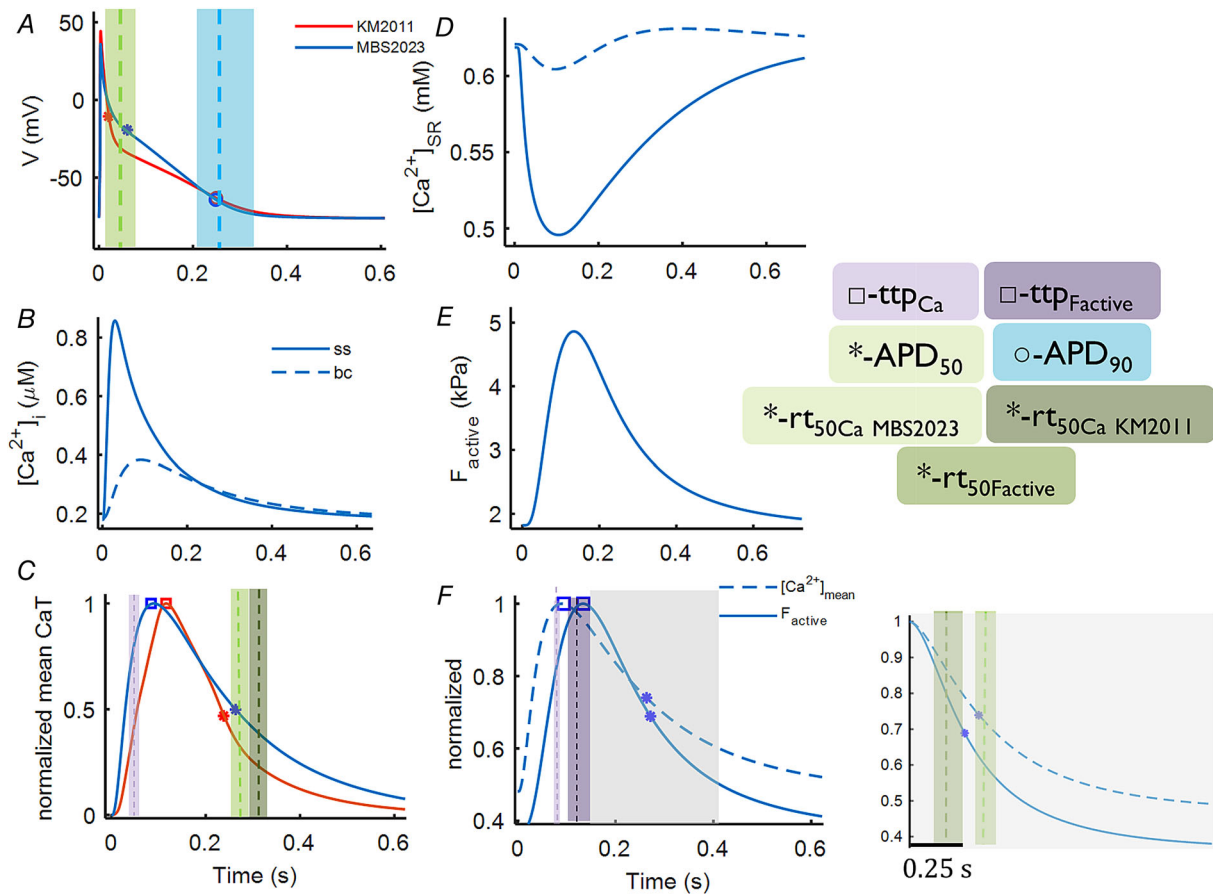 A
50
0
-50
V (mV)
KM2011
MBS2023
0
0.2
0.4
0.6
B
0.8
0.6
0.4
0.2
[Ca2+]i (μM)
ss
bc
0
0.2
0.4
0.6
C
1
0.5
0
normalized mean CaT
0
0.2
0.4
0.6
Time (s)
D
0.6
0.55
0.5
[Ca2+]SR (mM)
0
0.2
0.4
0.6
E
5
4
3
2
Factive (kPa)
0
0.2
0.4
0.6
F
1
0.8
0.6
0.4
normalized
[Ca2+]mean
Factive
0
0.2
0.4
0.6
Time (s)
□-ttpCa
□-ttpFactive
*-APD50
○-APD90
*-rt50Ca MBS2023
*-rt50Ca KM2011
*-rt50Factive
1
0.9
0.8
0.7
0.6
0.5
0.4
0.25 s